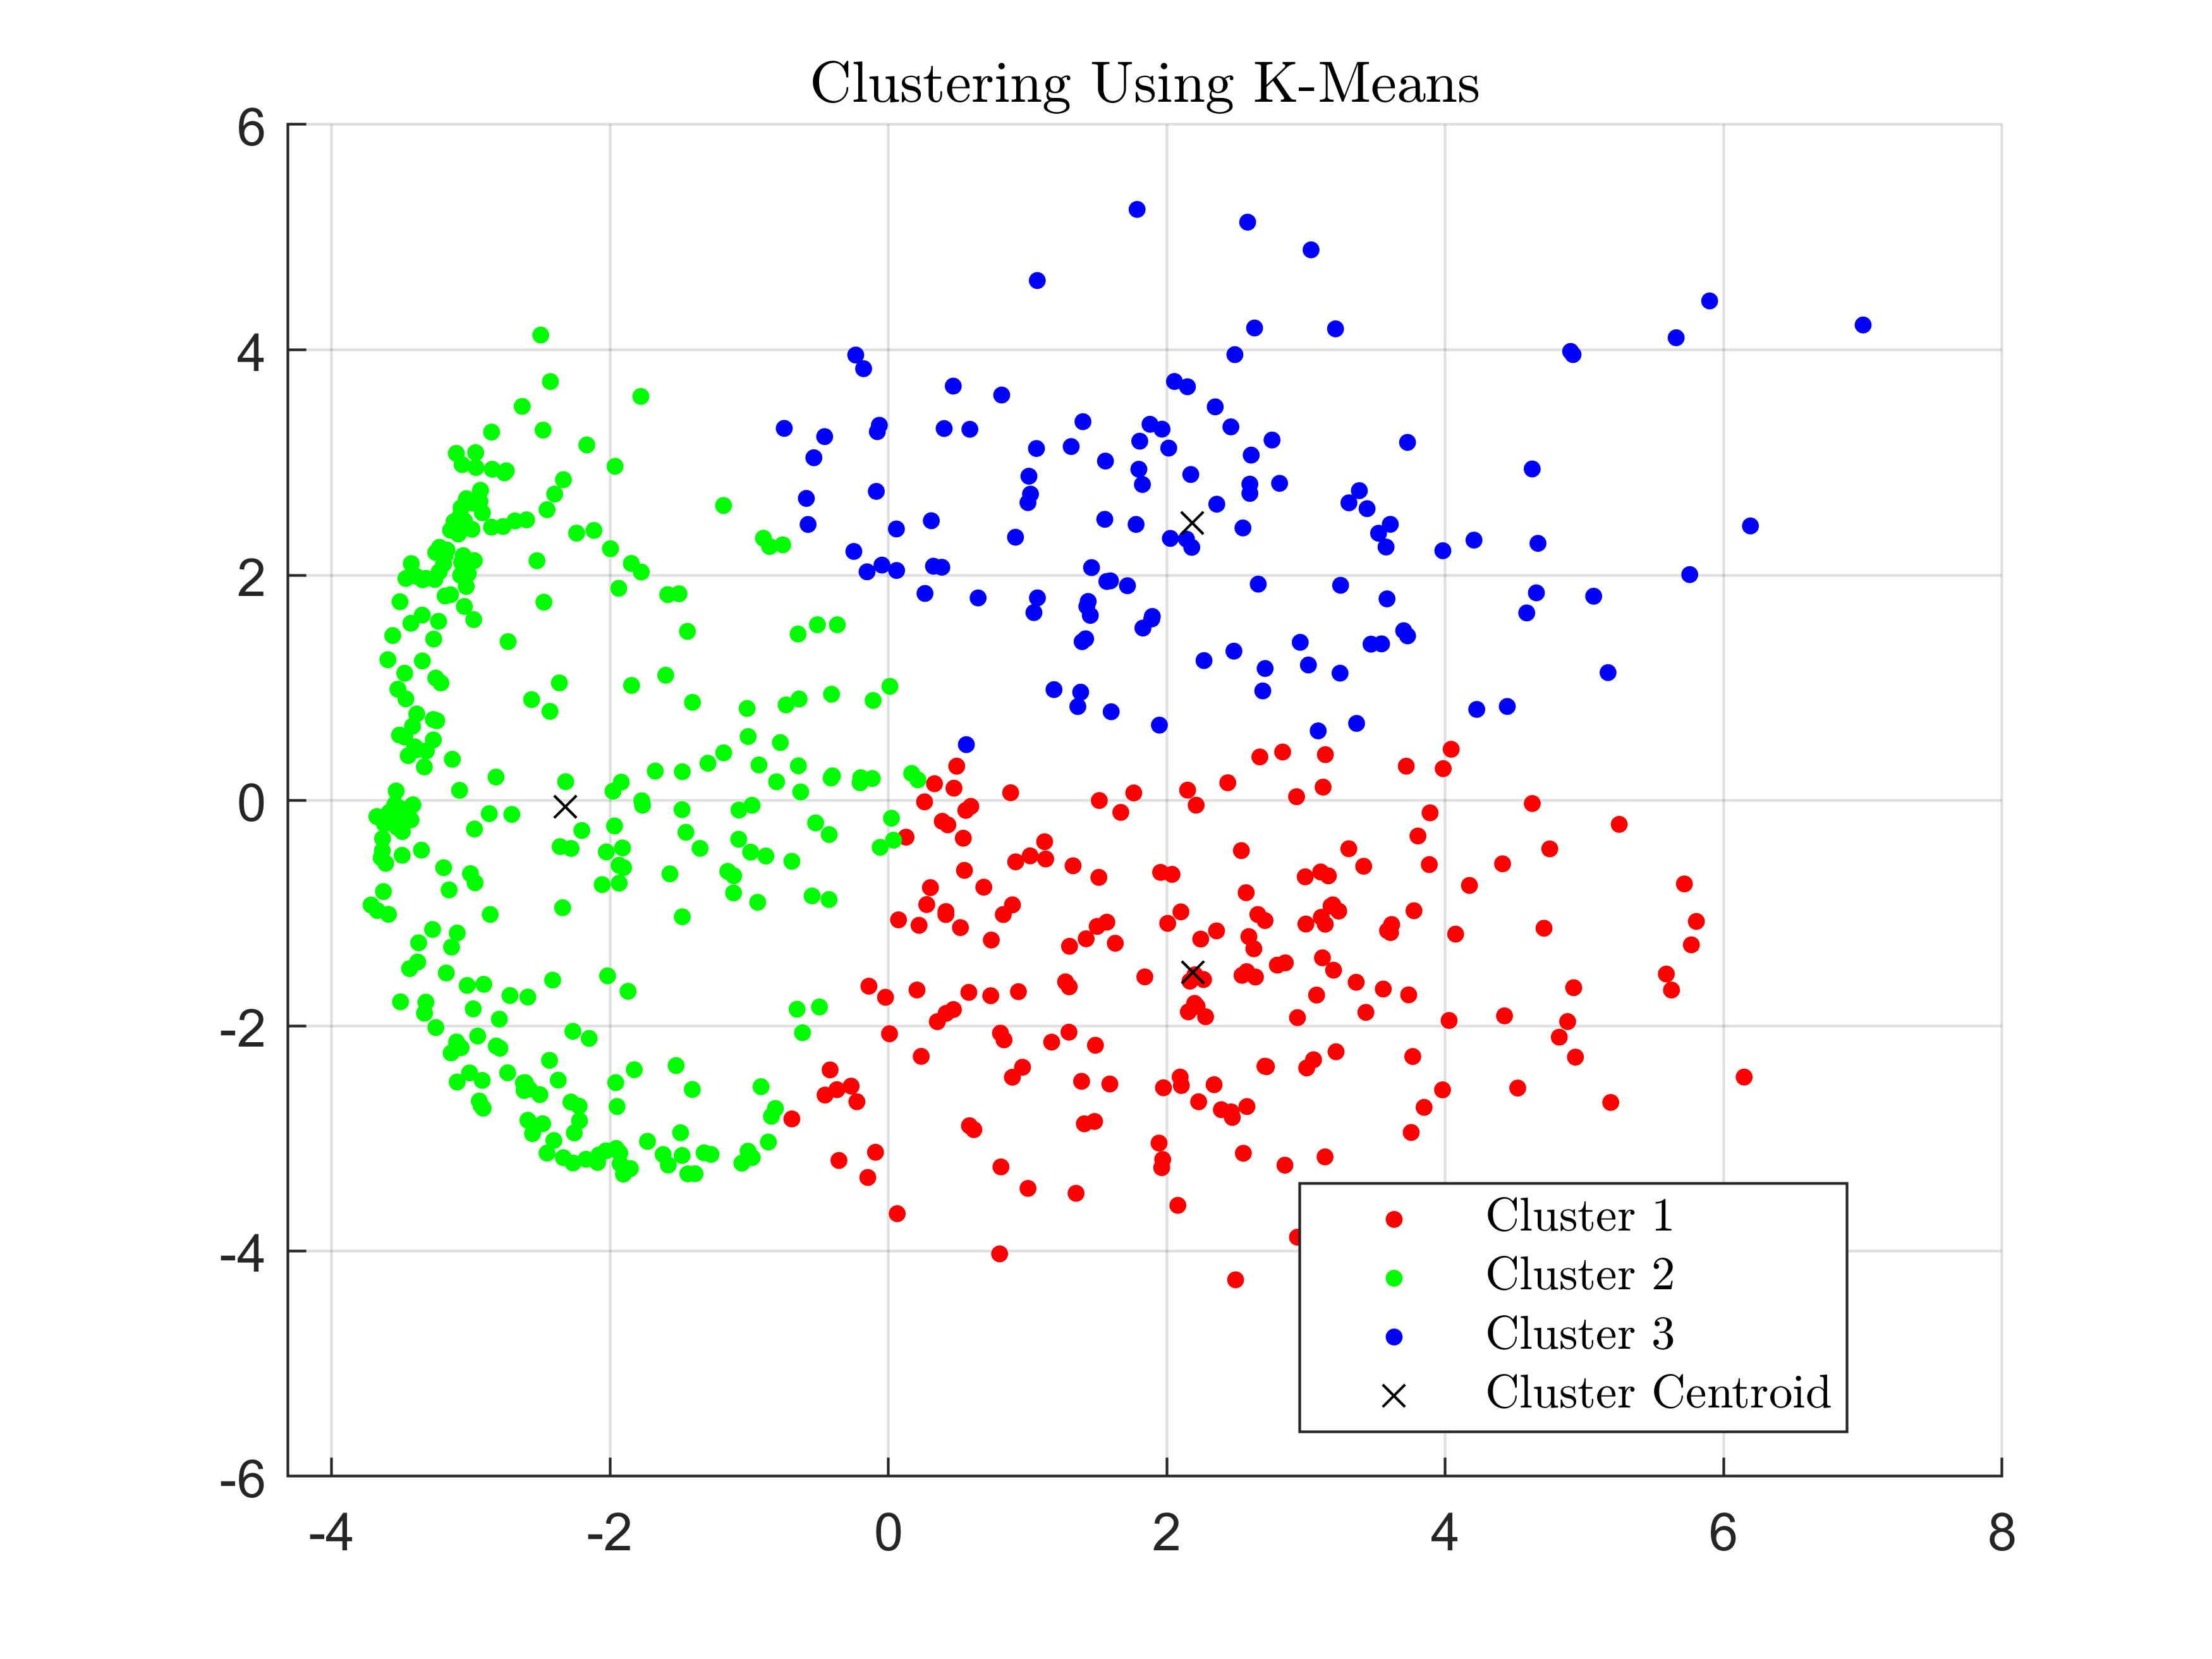 Clustering Using K-Means
6
4
2
0
-2
-4
-6
-4 -2 0 2 4 6 8
Cluster 1
Cluster 2
Cluster 3
Cluster Centroid